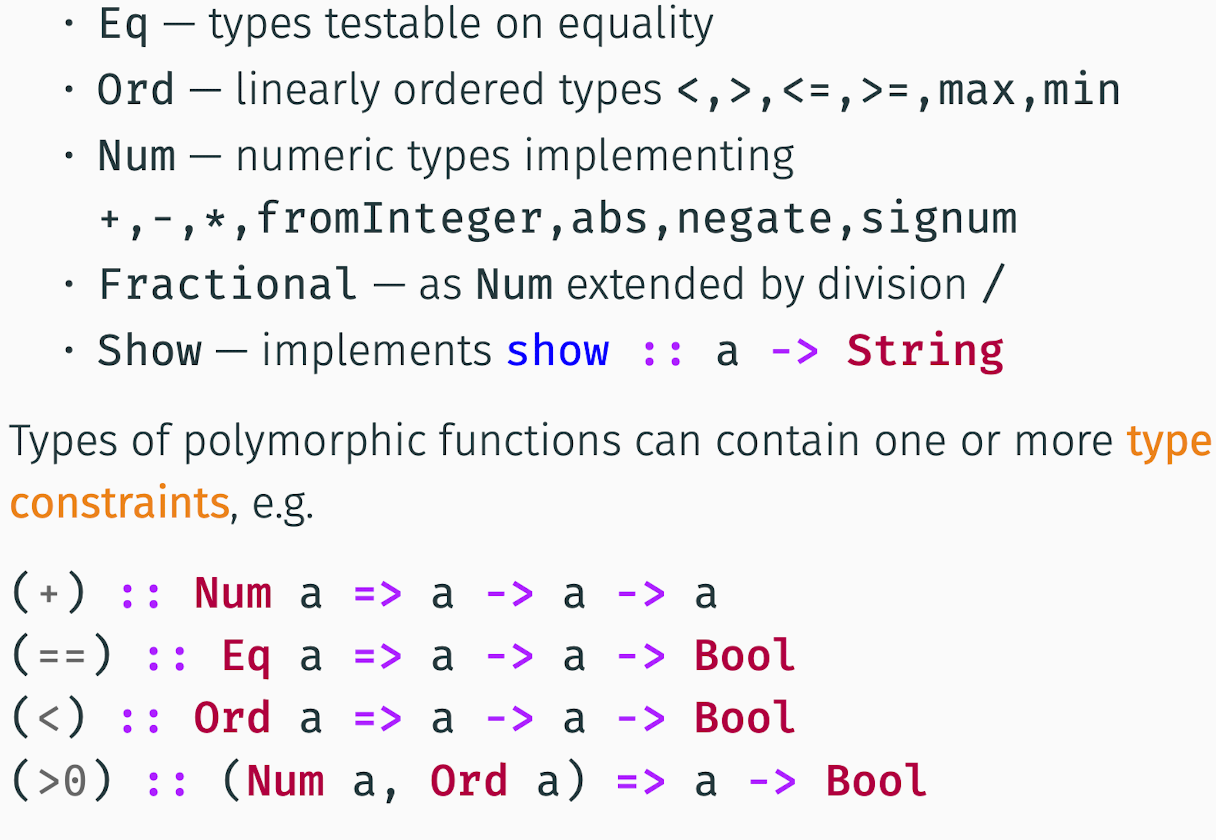 · Eq — types testable on equality
· Ord — linearly ordered types <,>,<=,>=,max,min
· Num — numeric types implementing
+,-,*,fromInteger,abs,negate,signum
· Fractional — as Num extended by division /
· Show — implements show :: a -> String
Types of polymorphic functions can contain one or more type
constraints, e.g.
(+) :: Num a => a -> a -> a
(==) :: Eq a => a -> a -> Bool
(<) :: Ord a => a -> a -> Bool
(>0) :: (Num a, Ord a) => a -> Bool